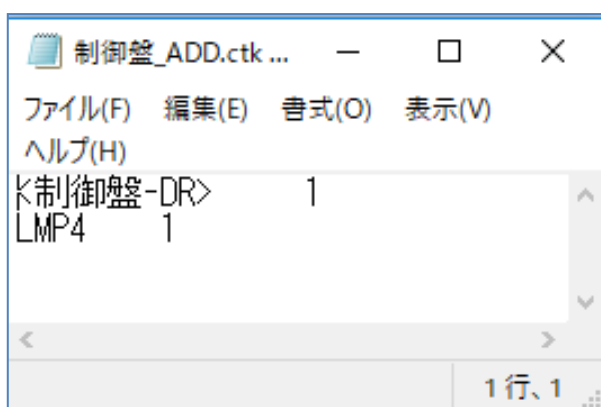 制御盤_ADD.ctk ...
ファイル(F) 編集(E) 書式(O) 表示(V)
ヘルプ(H)
<制御盤-DR> 1
LMP4 1
1 行、1